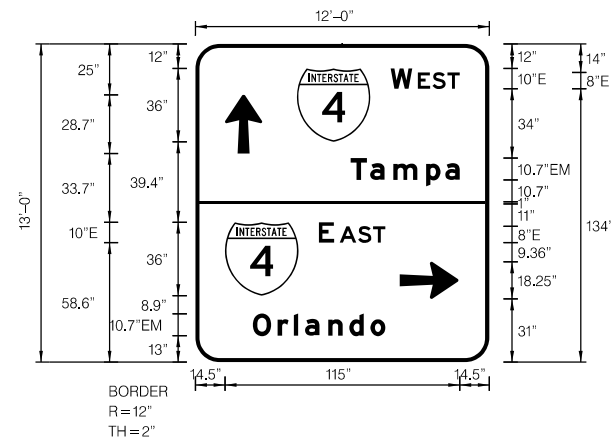 12'–0"
12"
14"
25"
WEST
10"E
8"E
INTERSTATE
4
36"
34"
28.7"
Tampa
10.7"EM
39.4"
10.7"
33.7"
1"
13'–0"
11"
134"
10"E
INTERSTATE
4
EAST
8"E
9.36"
36"
18.25"
58.6"
8.9"
10.7"EM
Orlando
31"
13"
14.5"
115"
14.5"
BORDER
R=12"
TH=2"